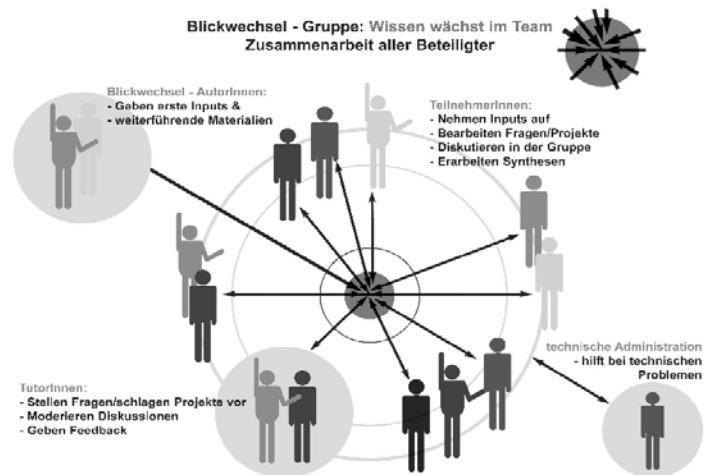 Blickwechsel - Gruppe: Wissen wächst im Team
Zusammenarbeit aller Beteiligter
Blickwechsel - AutorInnen:
- Geben erste Inputs &
- weiterführende Materialien
TeilnehmerInnen:
- Nehmen Inputs auf
- Bearbeiten Fragen/Projekte
- Diskutieren in der Gruppe
- Erarbeiten Synthesen
technische Administration
- hilft bei technischen
Problemen
TutorInnen:
- Stellen Fragen/schlagen Projekte vor
- Moderieren Diskussionen
- Geben Feedback